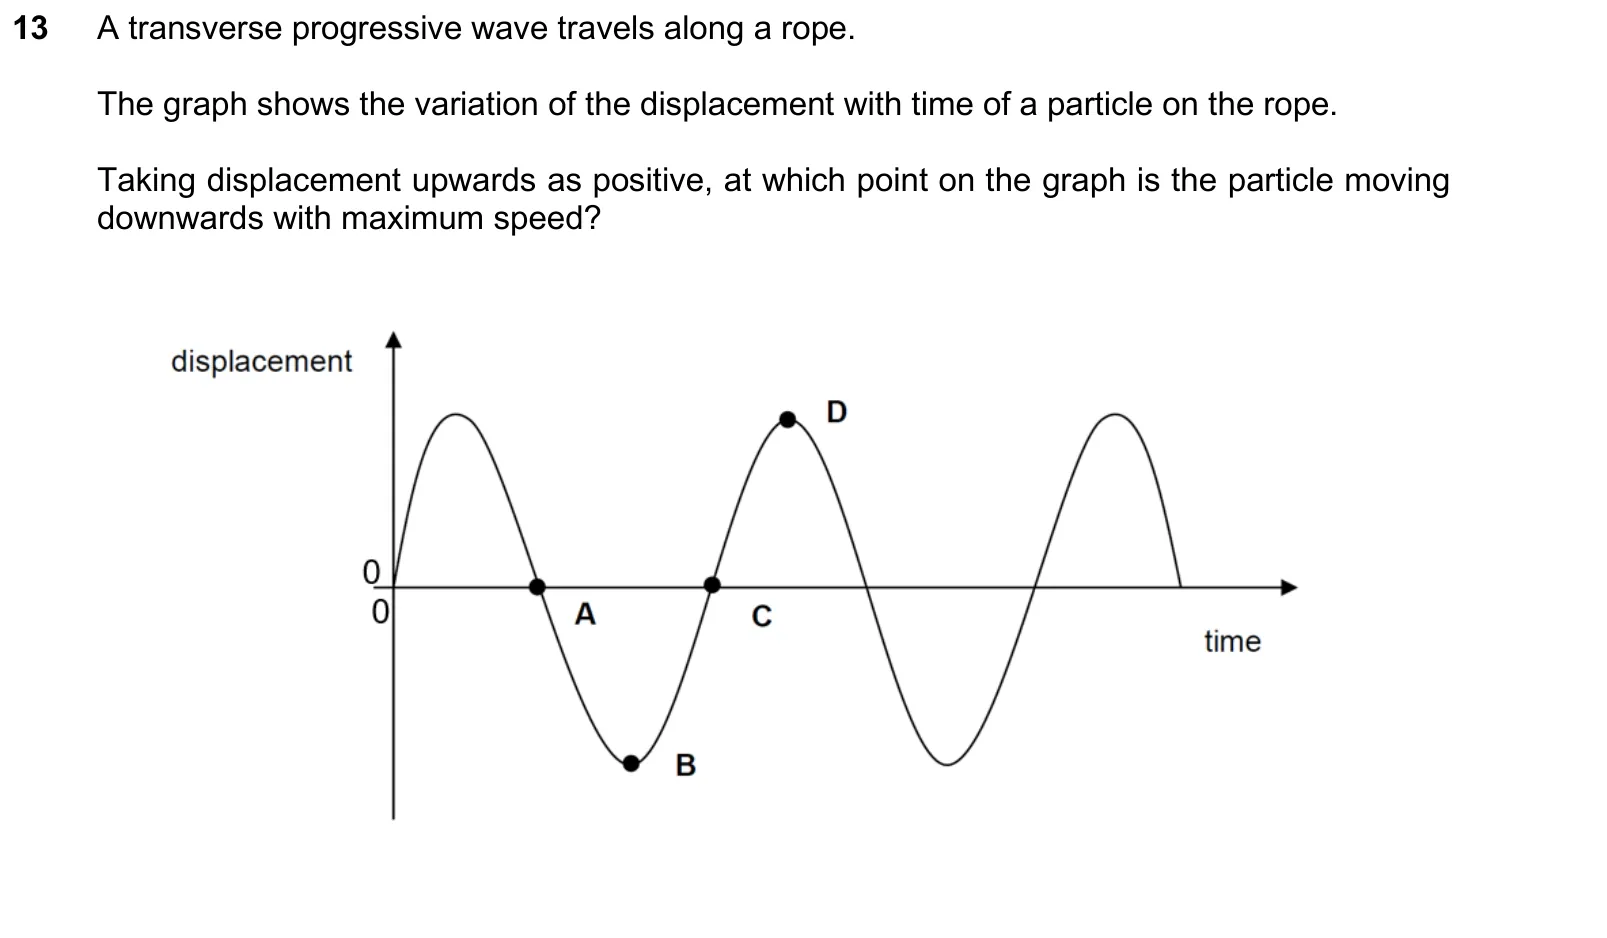 13 A transverse progressive wave travels along a rope.
The graph shows the variation of the displacement with time of a particle on the rope.
Taking displacement upwards as positive, at which point on the graph is the particle moving
downwards with maximum speed?
displacement
D
0
0
A
C
time
B